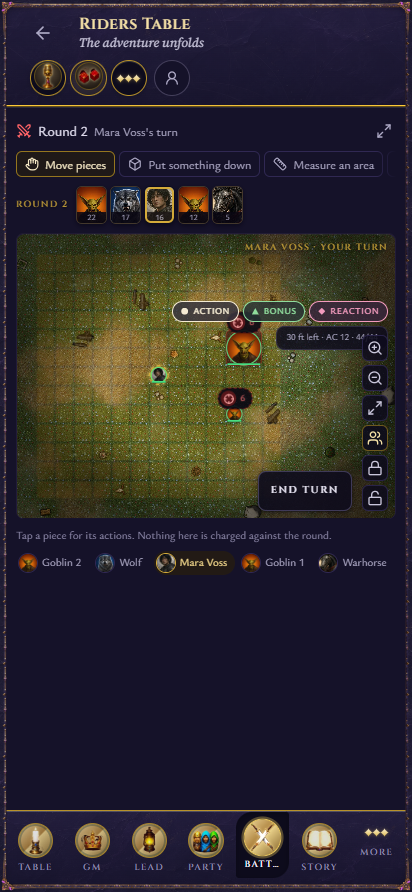 RIDERS TABLE
The adventure unfolds
Round 2 Mara Voss's turn
Move pieces Put something down Measure an area
ROUND 2 22 17 16 12 5
MARA VOSS · YOUR TURN
ACTION BONUS REACTION
30 ft left · AC 12 ·
6
END TURN
Tap a piece for its actions. Nothing here is charged against the round.
Goblin 2 Wolf Mara Voss Goblin 1 Warhorse
TABLE GM LEAD PARTY BATT... STORY MORE